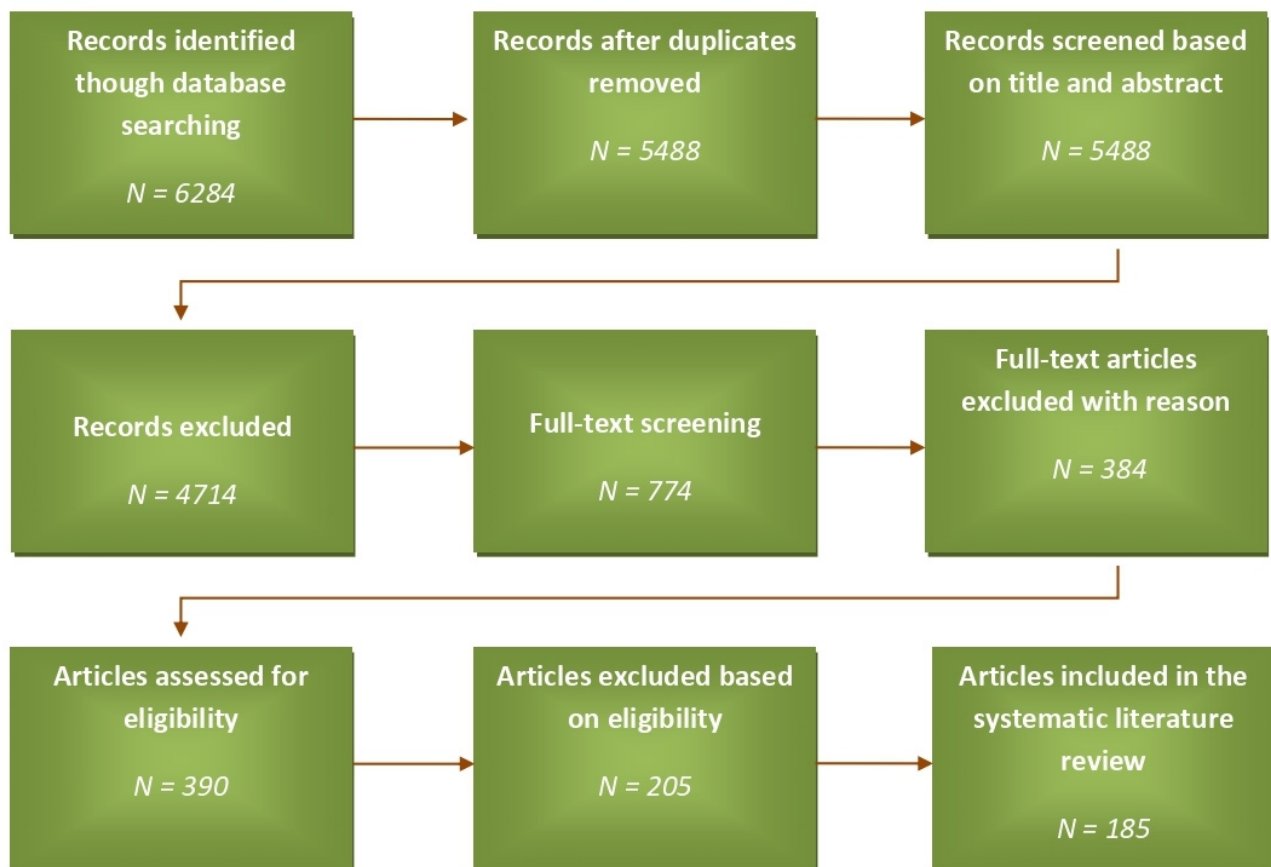 Records identified
though database
searching
N = 6284
Records after duplicates
removed
N = 5488
Records screened based
on title and abstract
N = 5488
Records excluded
N = 4714
Full-text screening
N = 774
Full-text articles
excluded with reason
N = 384
Articles assessed for
eligibility
N = 390
Articles excluded based
on eligibility
N = 205
Articles included in the
systematic literature
review
N = 185